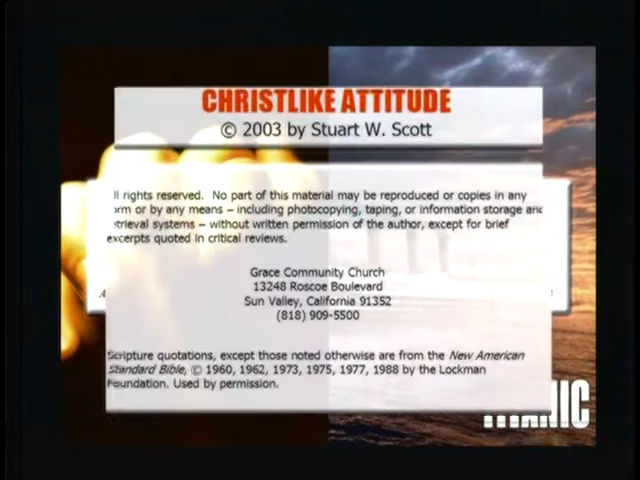 CHRISTLIKE ATTITUDE
© 2003 by Stuart W. Scott
ll rights reserved. No part of this material may be reproduced or copies in any
orm or by any means – including photocopying, taping, or information storage and
etrieval systems – without written permission of the author, except for brief
excerpts quoted in critical reviews.
Grace Community Church
13248 Roscoe Boulevard
Sun Valley, California 91352
(818) 909-5500
Scripture quotations, except those noted otherwise are from the New American
Standard Bible, © 1960, 1962, 1973, 1975, 1977, 1988 by the Lockman
Foundation. Used by permission.